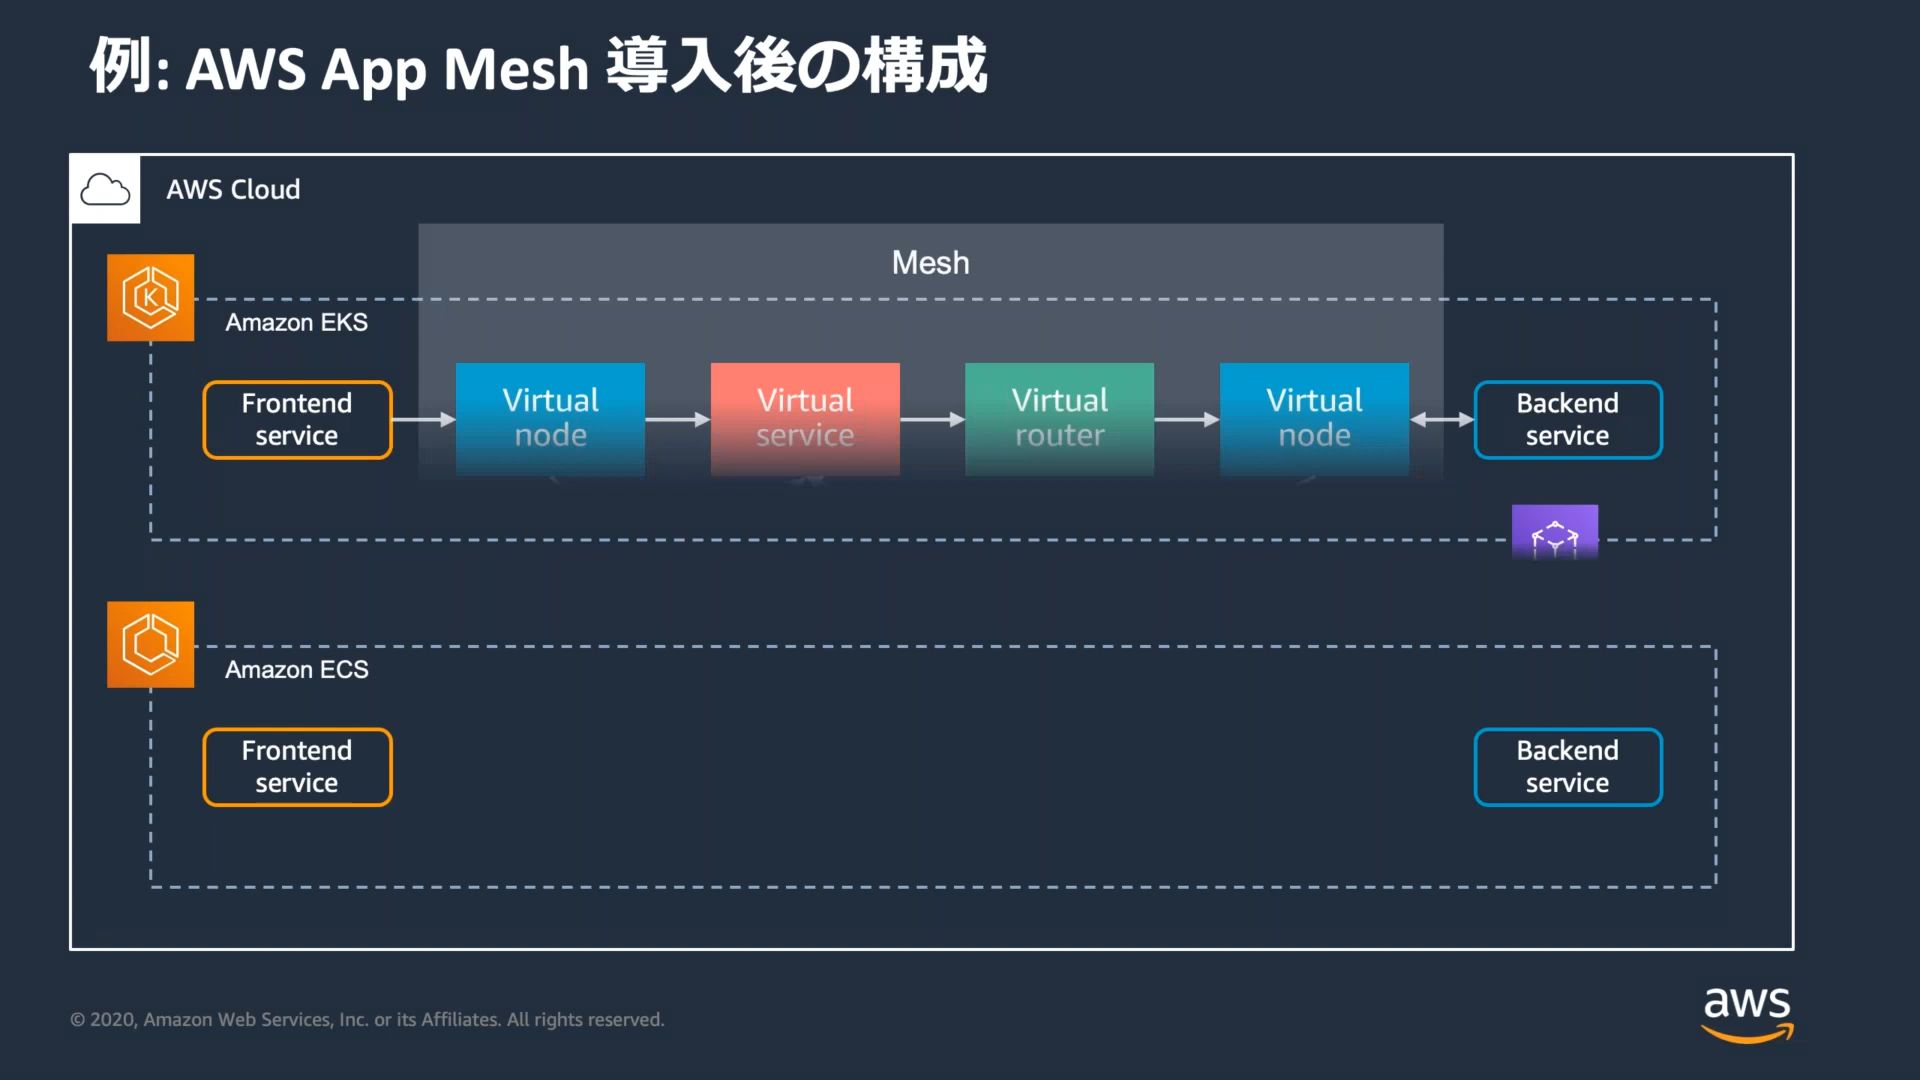 例: AWS App Mesh 導入後の構成
AWS Cloud
Mesh
Amazon EKS
Frontend
service
Virtual
node
Virtual
service
Virtual
router
Virtual
node
Backend
service
Amazon ECS
Frontend
service
Backend
service
© 2020, Amazon Web Services, Inc. or its Affiliates. All rights reserved.
aws